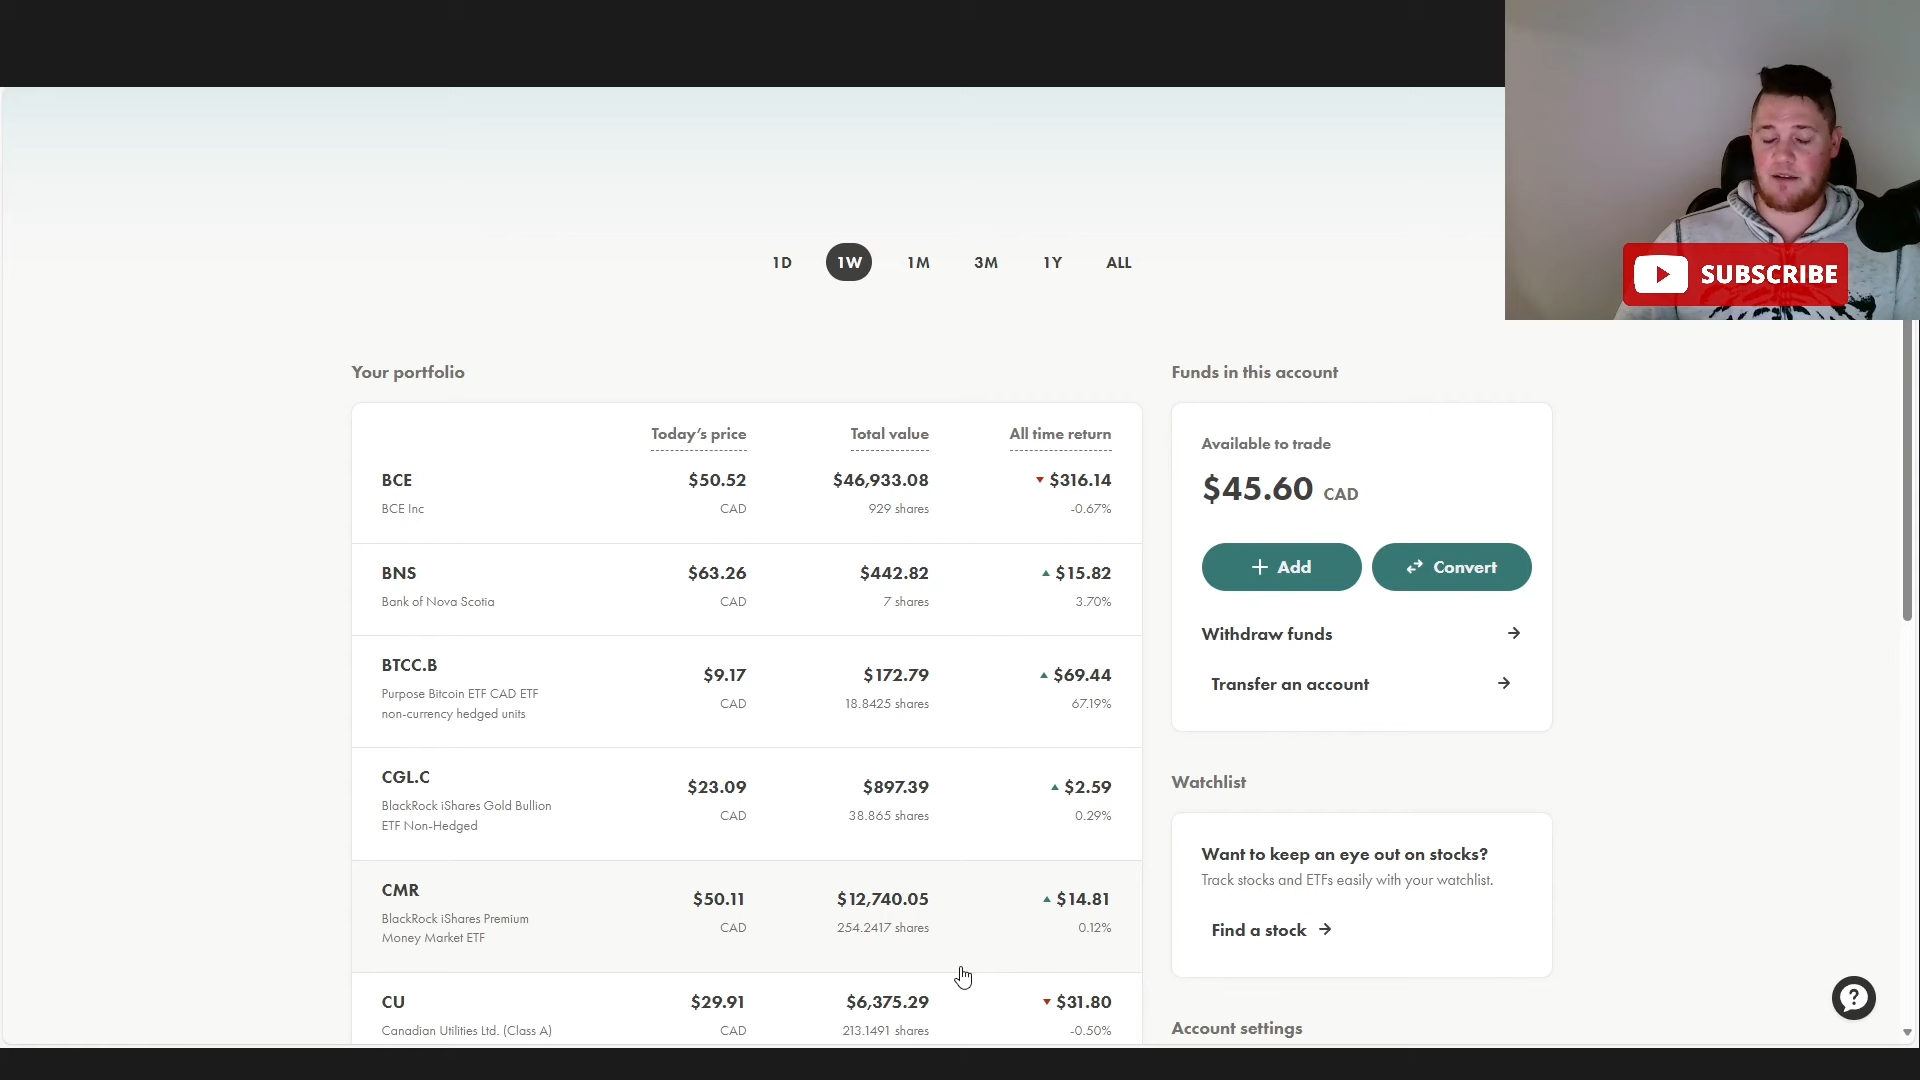 1D 1W 1M 3M 1Y ALL
SUBSCRIBE
Your portfolio
Today's price Total value All time return
BCE $50.52 $46,933.08 $316.14
BCE Inc CAD 929 shares -0.67%
BNS $63.26 $442.82 $15.82
Bank of Nova Scotia CAD 7 shares 3.70%
BTCC.B $9.17 $172.79 $69.44
Purpose Bitcoin ETF CAD ETF CAD 18.8425 shares 67.19%
non-currency hedged units
CGL.C $23.09 $897.39 $2.59
BlackRock iShares Gold Bullion CAD 38.865 shares 0.29%
ETF Non-Hedged
CMR $50.11 $12,740.05 $14.81
BlackRock iShares Premium CAD 254.2417 shares 0.12%
Money Market ETF
CU $29.91 $6,375.29 $31.80
Canadian Utilities Ltd. (Class A) CAD 213.1491 shares -0.50%
Funds in this account
Available to trade
$45.60 CAD
+ Add Convert
Withdraw funds
Transfer an account
Watchlist
Want to keep an eye out on stocks?
Track stocks and ETFs easily with your watchlist.
Find a stock
Account settings
?